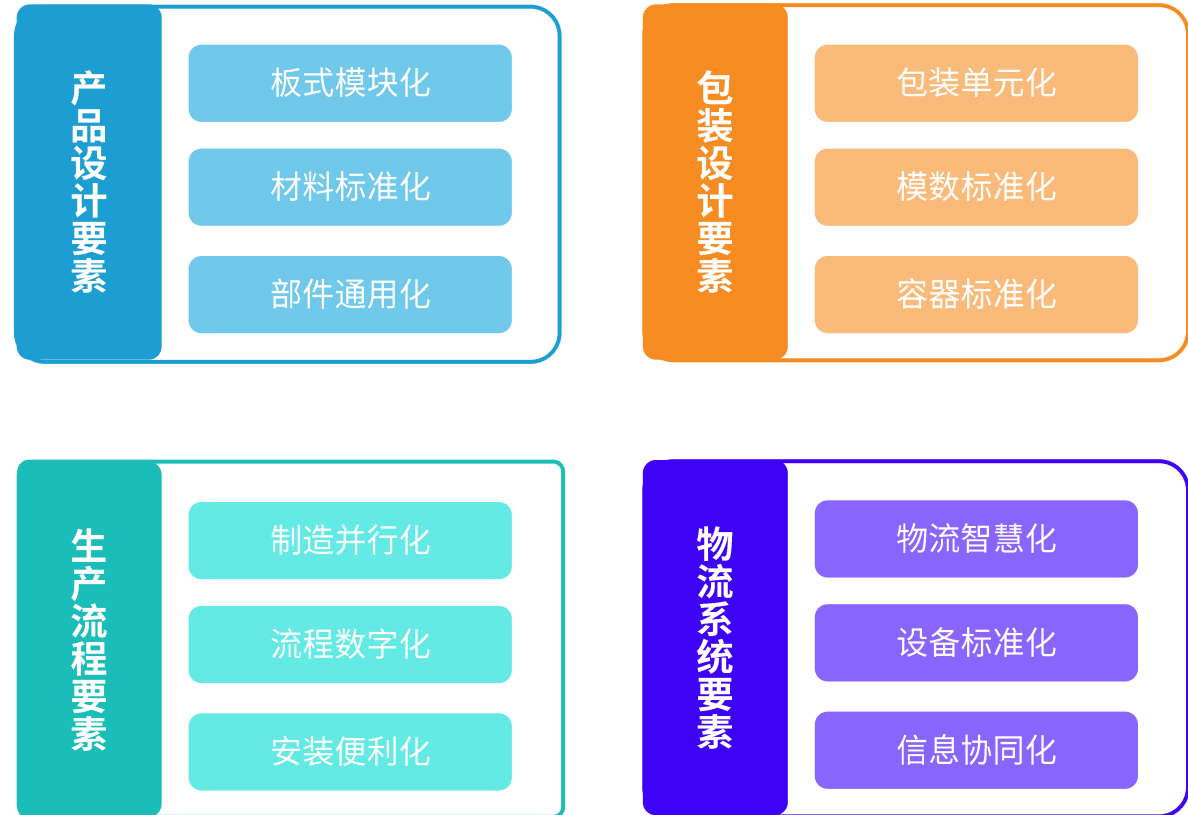 产品设计要素
板式模块化
材料标准化
部件通用化
包装设计要素
包装单元化
模数标准化
容器标准化
生产流程要素
制造并行化
流程数字化
安装便利化
物流系统要素
物流智慧化
设备标准化
信息协同化